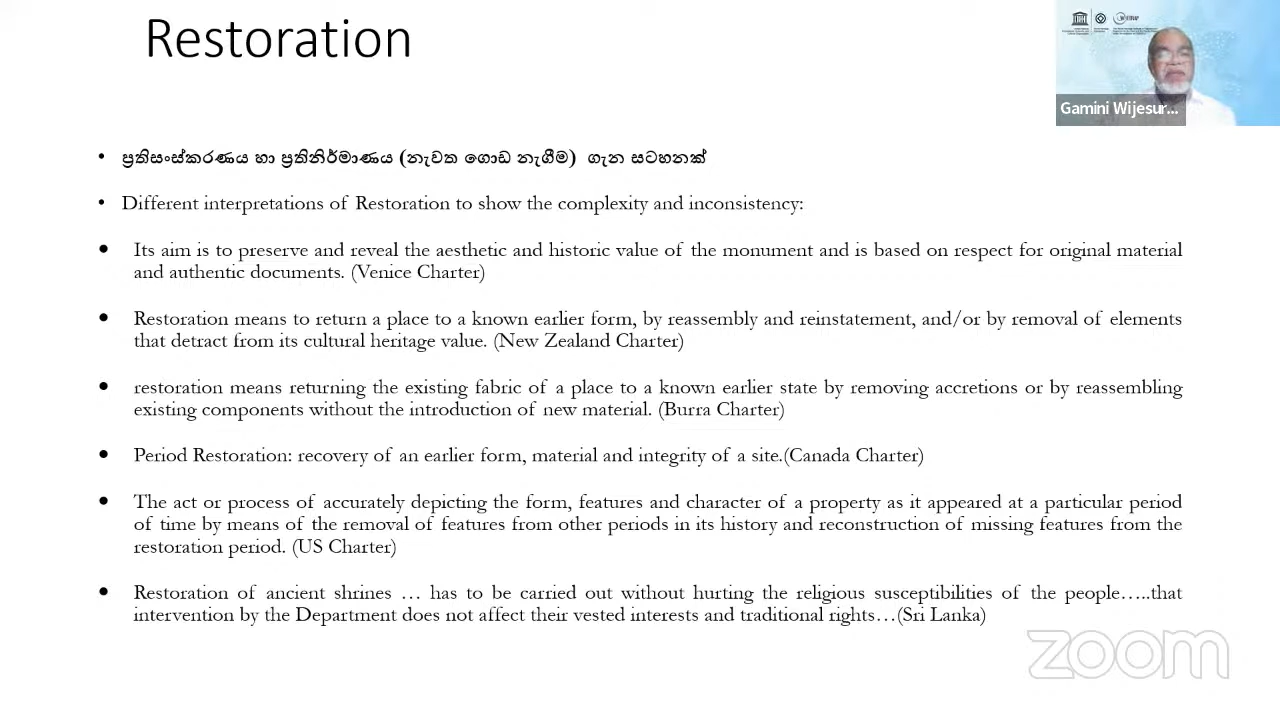 Restoration
Gamini Wijesur...
• ප්‍රතිසංස්කරණය හා ප්‍රතිනිර්මාණය (නැවත ගොඩ නැගීම) ගැන සටහනක්
• Different interpretations of Restoration to show the complexity and inconsistency:
• Its aim is to preserve and reveal the aesthetic and historic value of the monument and is based on respect for original material
and authentic documents. (Venice Charter)
• Restoration means to return a place to a known earlier form, by reassembly and reinstatement, and/or by removal of elements
that detract from its cultural heritage value. (New Zealand Charter)
• restoration means returning the existing fabric of a place to a known earlier state by removing accretions or by reassembling
existing components without the introduction of new material. (Burra Charter)
• Period Restoration: recovery of an earlier form, material and integrity of a site.(Canada Charter)
• The act or process of accurately depicting the form, features and character of a property as it appeared at a particular period
of time by means of the removal of features from other periods in its history and reconstruction of missing features from the
restoration period. (US Charter)
• Restoration of ancient shrines … has to be carried out without hurting the religious susceptibilities of the people…..that
intervention by the Department does not affect their vested interests and traditional rights…(Sri Lanka)
zoom